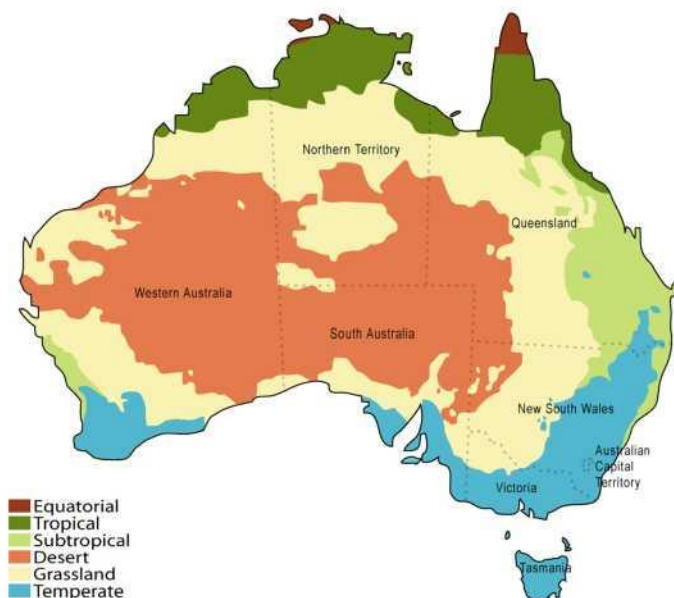 Northern Territory
Queensland
Western Australia
South Australia
New South Wales
Australian
Capital
Territory
Victoria
Tasmania
Equatorial
Tropical
Subtropical
Desert
Grassland
Temperate